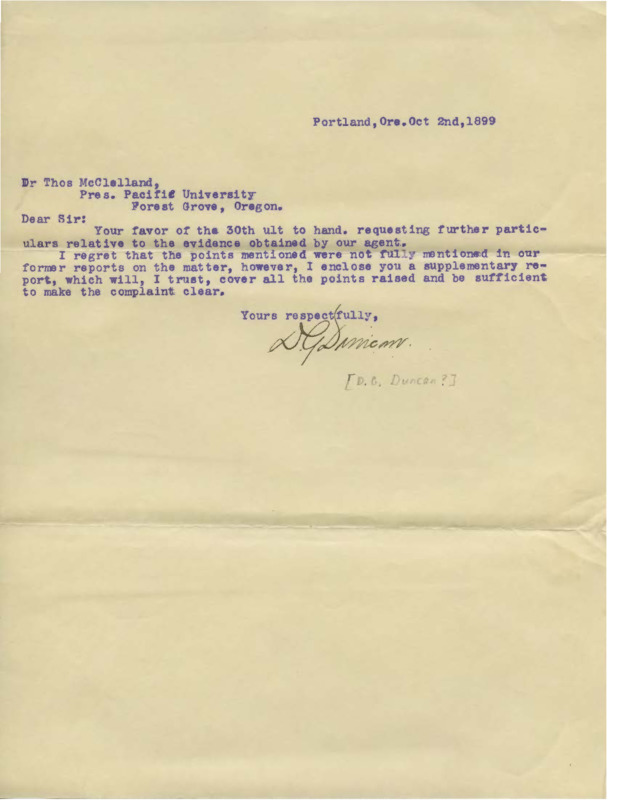 Portland, Ore. Oct 2nd, 1899
Dr Thos McClelland,
Pres. Pacific University
Forest Grove, Oregon.
Dear Sir:
Your favor of the 30th ult to hand. requesting further partic-
ulars relative to the evidence obtained by our agent.
I regret that the points mentioned were not fully mentioned in our
former reports on the matter, however, I enclose you a supplementary re-
port, which will, I trust, cover all the points raised and be sufficient
to make the complaint clear.
Yours respectfully,
D G Duncan.
[D.G. Duncan?]